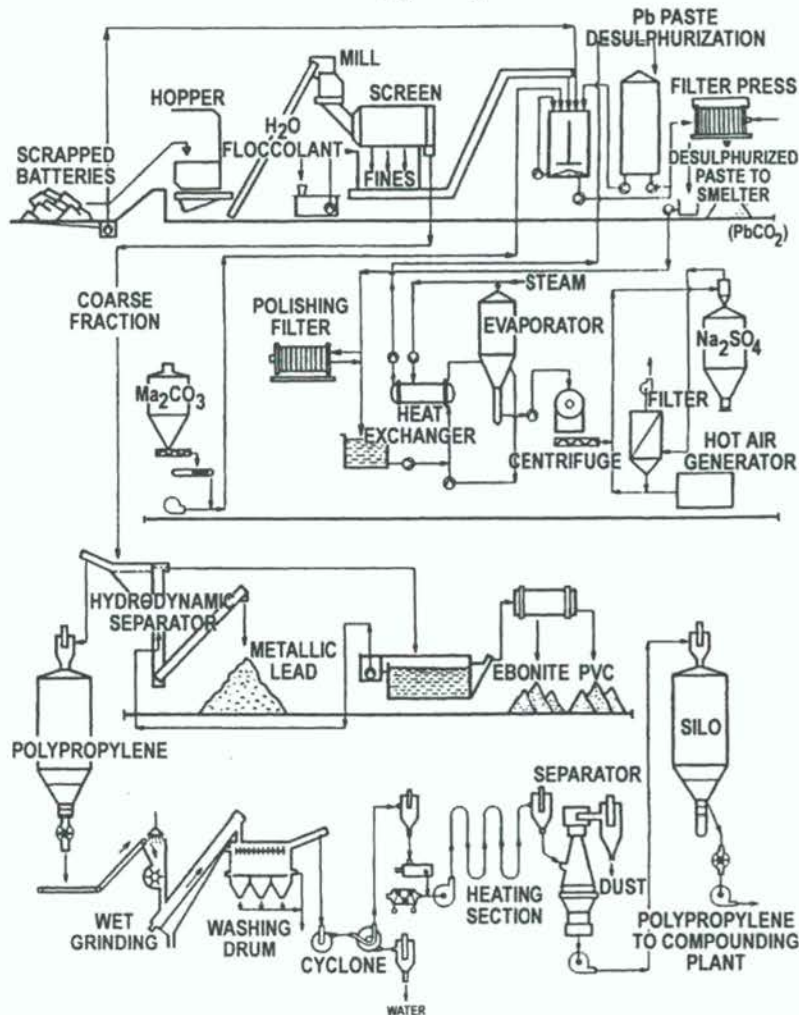 Pb PASTE
DESULPHURIZATION
MILL
FILTER PRESS
HOPPER
SCREEN
H2O
FLOCCOLANT
SCRAPPED
BATTERIES
FINES
DESULPHURIZED
PASTE TO
SMELTER
(PbCO2)
COARSE
FRACTION
STEAM
POLISHING
FILTER
EVAPORATOR
Na2SO4
Ma2CO3
HEAT
EXCHANGER
FILTER
CENTRIFUGE
HOT AIR
GENERATOR
HYDRODYNAMIC
SEPARATOR
METALLIC
LEAD
EBONITE PVC
POLYPROPYLENE
SILO
SEPARATOR
WET
GRINDING
WASHING
DRUM
CYCLONE
HEATING
SECTION
DUST
POLYPROPYLENE
TO COMPOUNDING
PLANT
WATER